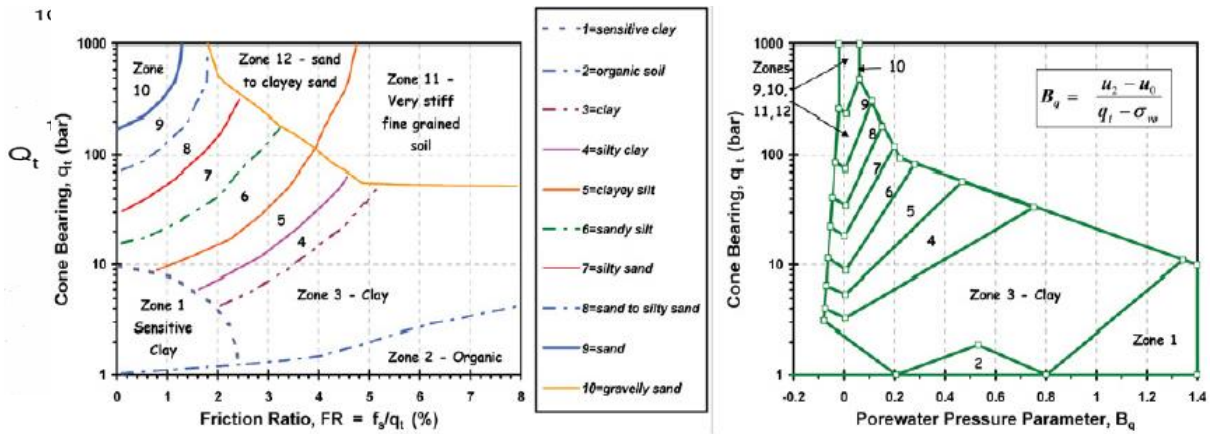 1000
100
10
1
Cone Bearing, qt (bar)
Zone
10
Zone 12 - sand
to clayey sand
Zone 11 -
Very stiff
fine grained
soil
9
8
7
6
5
4
Zone 1
Sensitive
Clay
Zone 3 - Clay
Zone 2 - Organic
0 1 2 3 4 5 6 7 8
Friction Ratio, FR = fs/qt (%)
1=sensitive clay
2=organic soil
3=clay
4=silty clay
5=clayey silt
6=sandy silt
7=silty sand
8=sand to silty sand
9=sand
10=gravelly sand
1000
100
10
1
Cone Bearing, qt (bar)
Zones
9,10,
11,12
10
9
8
7
6
5
4
Zone 3 - Clay
Zone 1
2
Bq = u2 − u0 / qt − σvo
-0.2 0 0.2 0.4 0.6 0.8 1.0 1.2 1.4
Porewater Pressure Parameter, Bq